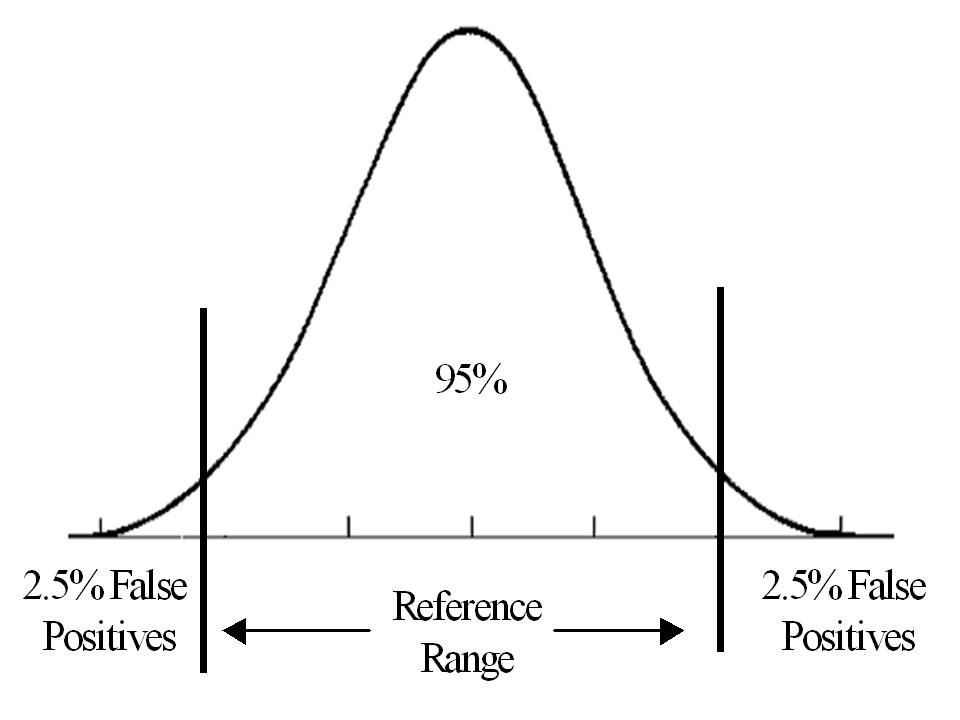 95%
2.5% False
Positives
Reference
Range
2.5% False
Positives